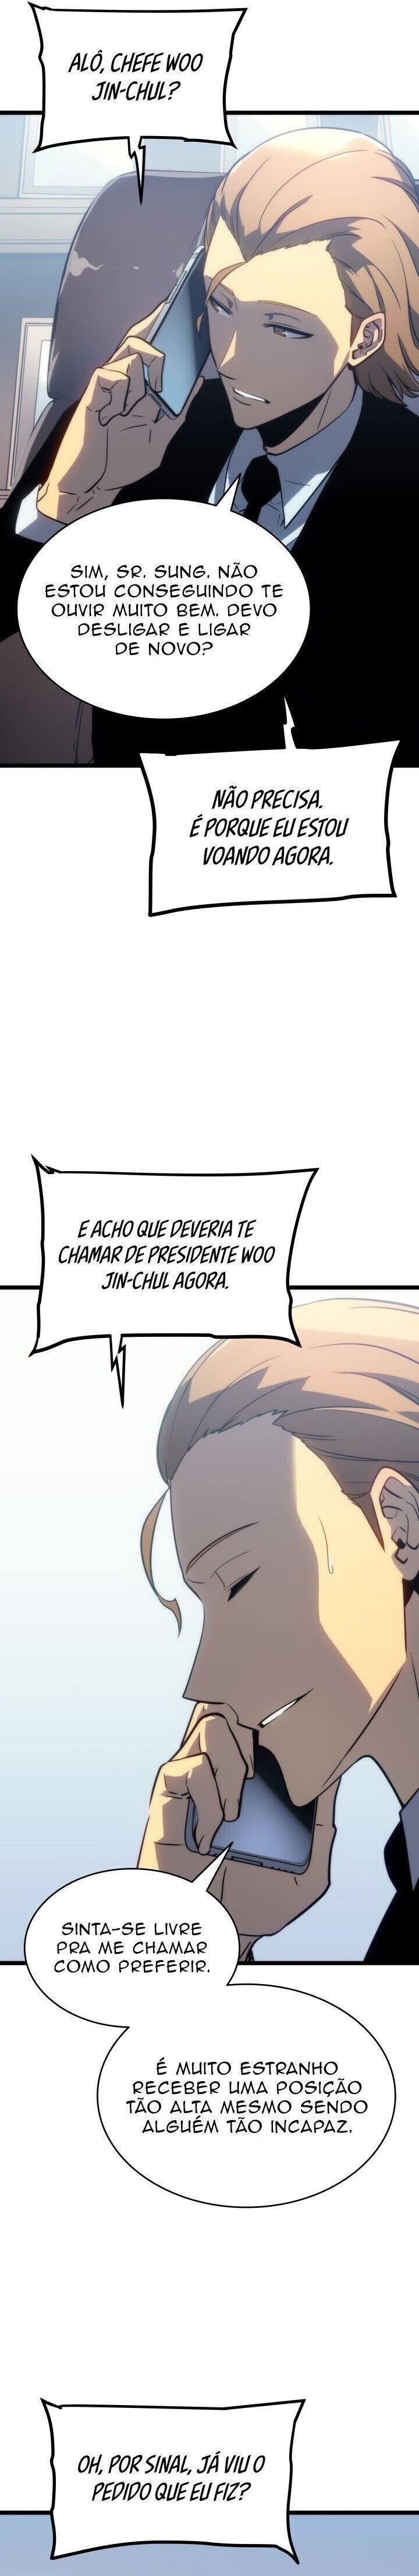 ALÔ, CHEFE WOO
JIN-CHUL?
SIM, SR. SUNG. NÃO
ESTOU CONSEGUINDO TE
OUVIR MUITO BEM. DEVO
DESLIGAR E LIGAR
DE NOVO?
NÃO PRECISA.
É PORQUE EU ESTOU
VOANDO AGORA.
E ACHO QUE DEVERIA TE
CHAMAR DE PRESIDENTE WOO
JIN-CHUL AGORA.
SINTA-SE LIVRE
PRA ME CHAMAR
COMO PREFERIR.
É MUITO ESTRANHO
RECEBER UMA POSIÇÃO
TÃO ALTA MESMO SENDO
ALGUÉM TÃO INCAPAZ.
OH, POR SINAL, JÁ VIU O
PEDIDO QUE EU FIZ?